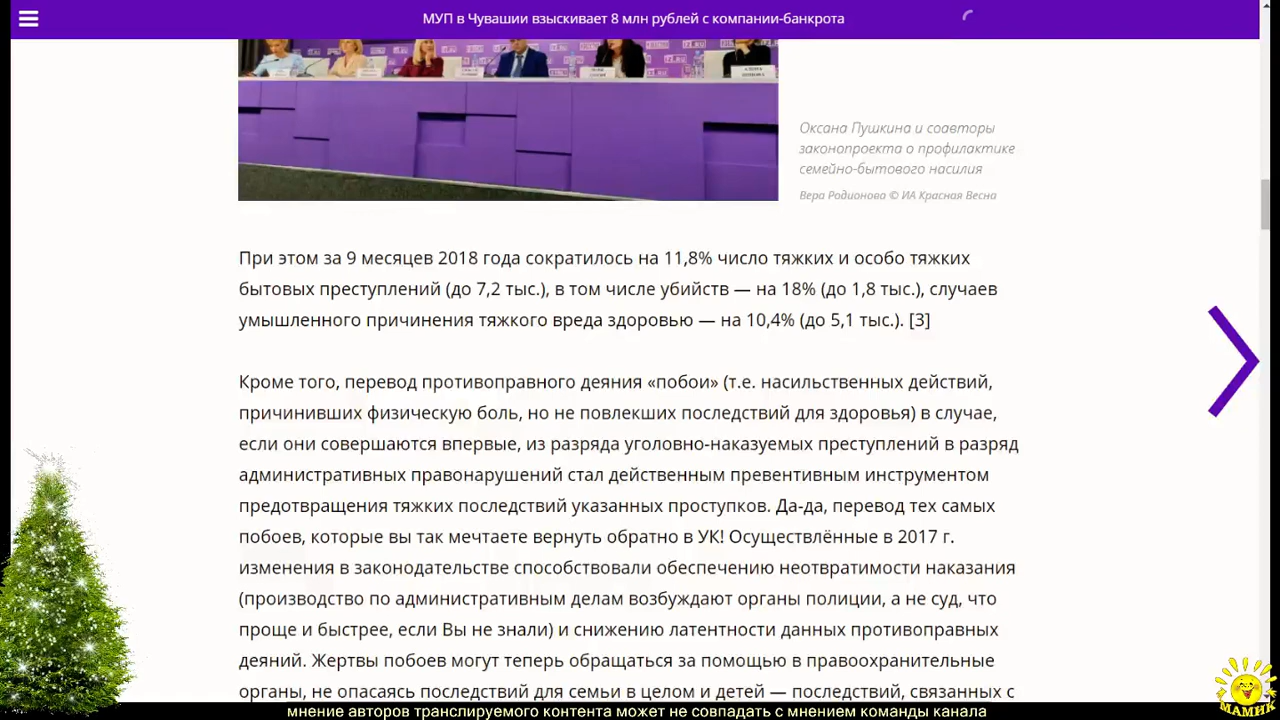 МУП в Чувашии взыскивает 8 млн рублей с компании-банкрота
Оксана Пушкина и соавторы
законопроекта о профилактике
семейно-бытового насилия
Вера Родионова © ИА Красная Весна
При этом за 9 месяцев 2018 года сократилось на 11,8% число тяжких и особо тяжких
бытовых преступлений (до 7,2 тыс.), в том числе убийств — на 18% (до 1,8 тыс.), случаев
умышленного причинения тяжкого вреда здоровью — на 10,4% (до 5,1 тыс.). [3]
Кроме того, перевод противоправного деяния «побои» (т.е. насильственных действий,
причинивших физическую боль, но не повлекших последствий для здоровья) в случае,
если они совершаются впервые, из разряда уголовно-наказуемых преступлений в разряд
административных правонарушений стал действенным превентивным инструментом
предотвращения тяжких последствий указанных проступков. Да-да, перевод тех самых
побоев, которые вы так мечтаете вернуть обратно в УК! Осуществлённые в 2017 г.
изменения в законодательстве способствовали обеспечению неотвратимости наказания
(производство по административным делам возбуждают органы полиции, а не суд, что
проще и быстрее, если Вы не знали) и снижению латентности данных противоправных
деяний. Жертвы побоев могут теперь обращаться за помощью в правоохранительные
органы, не опасаясь последствий для семьи в целом и детей — последствий, связанных с
МАМИК
мнение авторов транслируемого контента может не совпадать с мнением команды канала